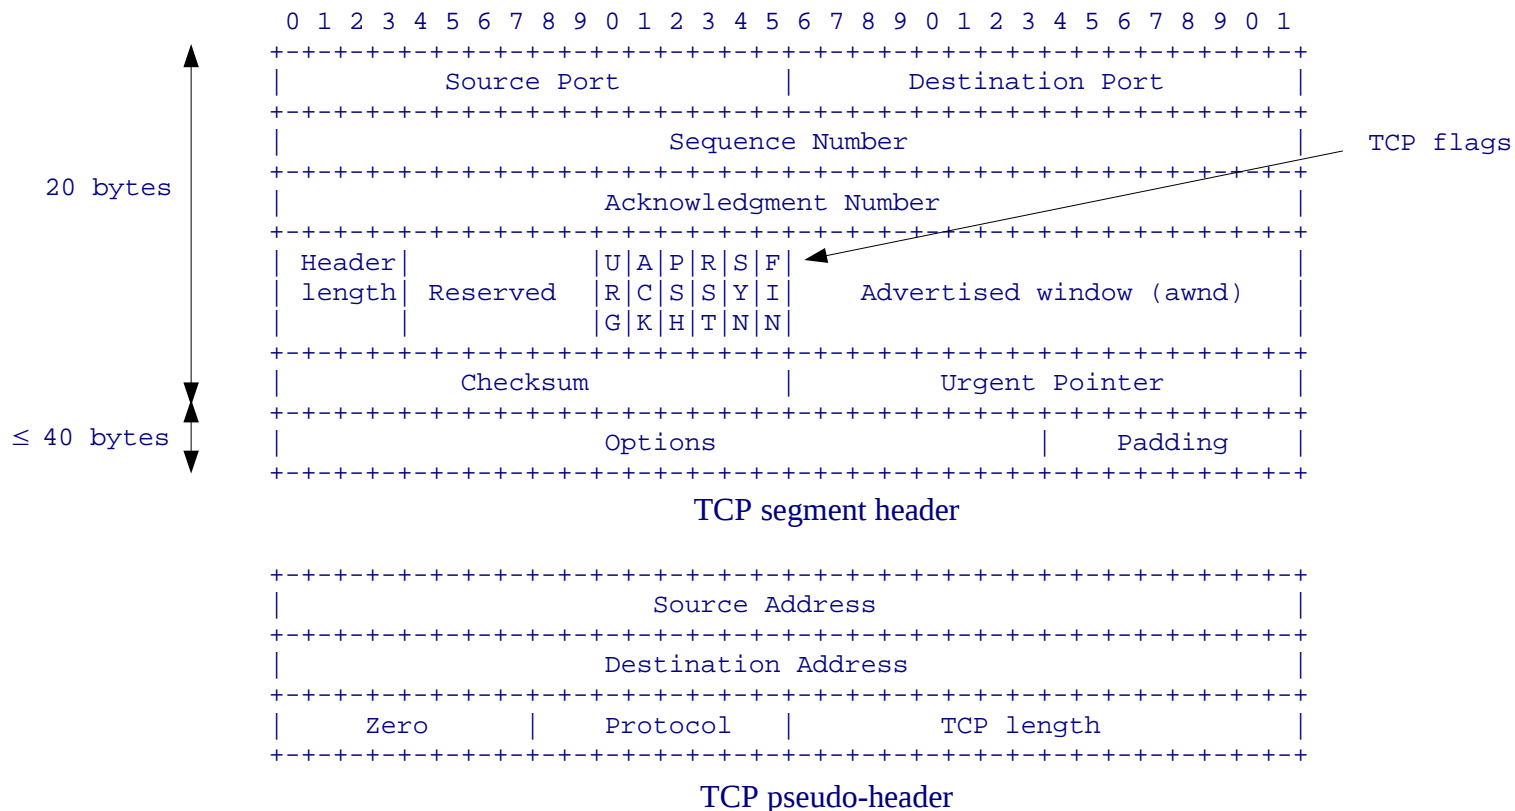 0 1 2 3 4 5 6 7 8 9 0 1 2 3 4 5 6 7 8 9 0 1 2 3 4 5 6 7 8 9 0 1
+-+-+-+-+-+-+-+-+-+-+-+-+-+-+-+-+-+-+-+-+-+-+-+-+-+-+-+-+-+-+-+-+
| Source Port | Destination Port |
+-+-+-+-+-+-+-+-+-+-+-+-+-+-+-+-+-+-+-+-+-+-+-+-+-+-+-+-+-+-+-+-+
| Sequence Number | TCP flags
+-+-+-+-+-+-+-+-+-+-+-+-+-+-+-+-+-+-+-+-+-+-+-+-+-+-+-+-+-+-+-+-+
20 bytes
| Acknowledgment Number |
+-+-+-+-+-+-+-+-+-+-+-+-+-+-+-+-+-+-+-+-+-+-+-+-+-+-+-+-+-+-+-+-+
| Header| |U|A|P|R|S|F| |
| length| Reserved |R|C|S|S|Y|I| Advertised window (awnd) |
| | |G|K|H|T|N|N| |
+-+-+-+-+-+-+-+-+-+-+-+-+-+-+-+-+-+-+-+-+-+-+-+-+-+-+-+-+-+-+-+-+
| Checksum | Urgent Pointer |
+-+-+-+-+-+-+-+-+-+-+-+-+-+-+-+-+-+-+-+-+-+-+-+-+-+-+-+-+-+-+-+-+
≤ 40 bytes | Options | Padding |
+-+-+-+-+-+-+-+-+-+-+-+-+-+-+-+-+-+-+-+-+-+-+-+-+-+-+-+-+-+-+-+-+
TCP segment header
+-+-+-+-+-+-+-+-+-+-+-+-+-+-+-+-+-+-+-+-+-+-+-+-+-+-+-+-+-+-+-+-+
| Source Address |
+-+-+-+-+-+-+-+-+-+-+-+-+-+-+-+-+-+-+-+-+-+-+-+-+-+-+-+-+-+-+-+-+
| Destination Address |
+-+-+-+-+-+-+-+-+-+-+-+-+-+-+-+-+-+-+-+-+-+-+-+-+-+-+-+-+-+-+-+-+
| Zero | Protocol | TCP length |
+-+-+-+-+-+-+-+-+-+-+-+-+-+-+-+-+-+-+-+-+-+-+-+-+-+-+-+-+-+-+-+-+
TCP pseudo-header